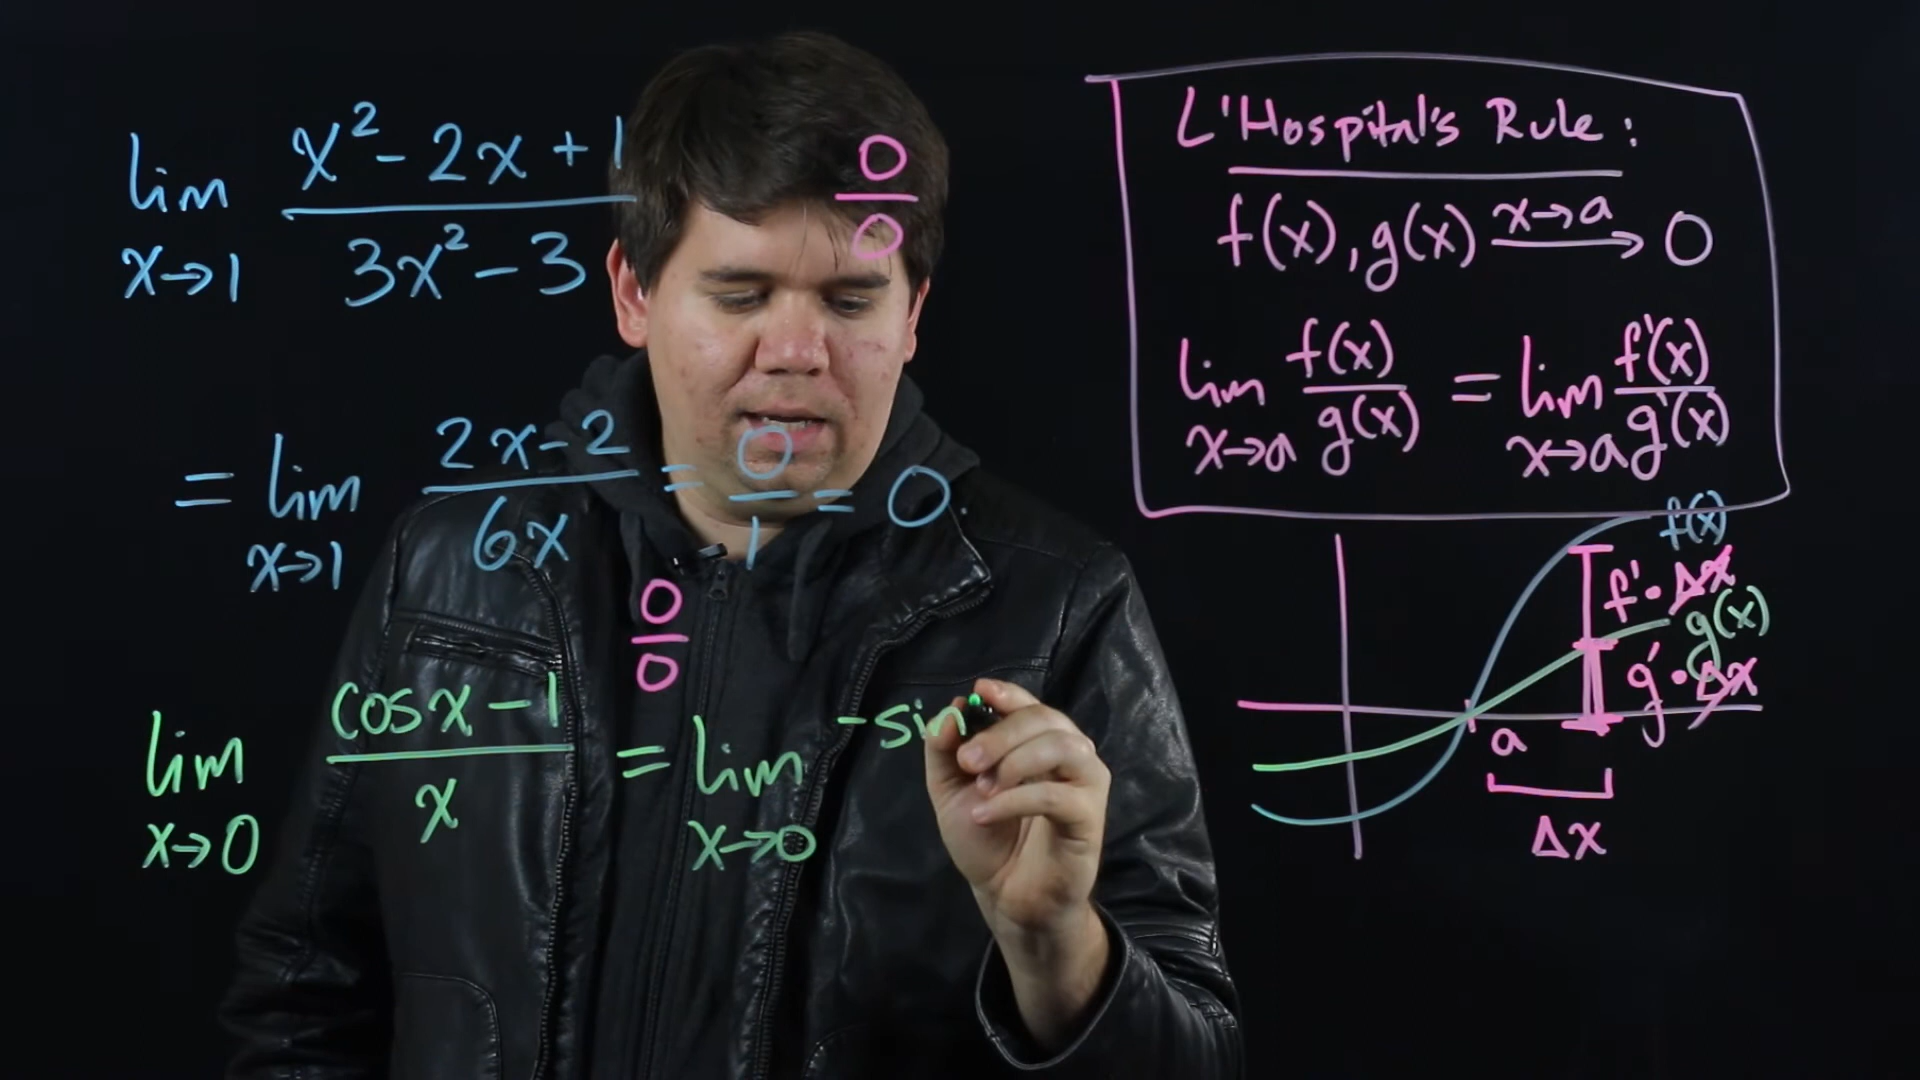 lim x→1 (x² - 2x + 1)/(3x² - 3)
0/0
= lim x→1 (2x - 2)/(6x) = 0/1 = 0.
0/0
lim x→0 (cos x - 1)/x = lim x→0 -sin
L'Hospital's Rule:
f(x), g(x) x→a → 0
lim x→a f(x)/g(x) = lim x→a f'(x)/g'(x)
f(x)
f' · Δx
g(x)
g' · Δx
a
Δx